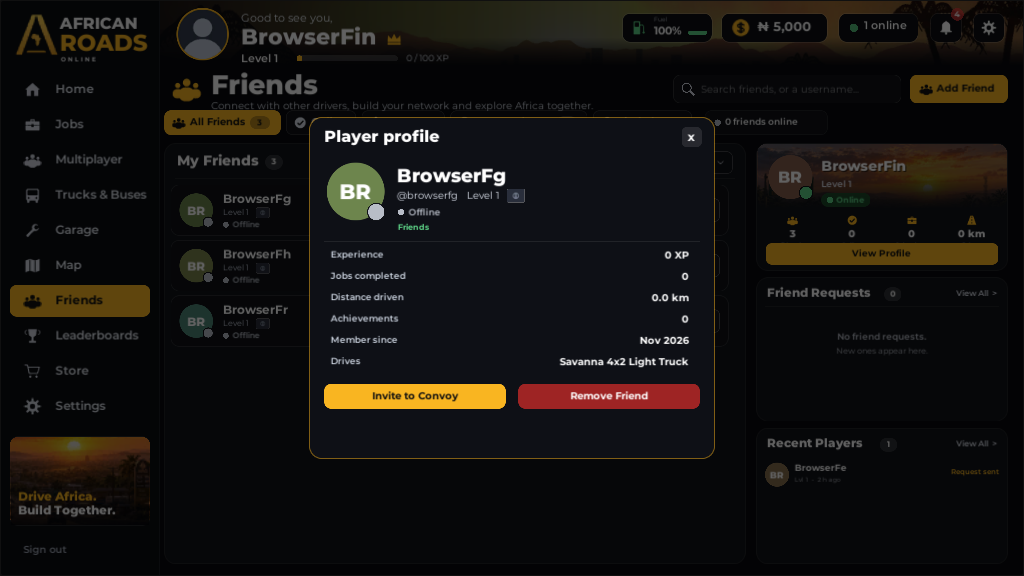 AFRICAN
ROADS
ONLINE
Home
Jobs
Multiplayer
Trucks & Buses
Garage
Map
Friends
Leaderboards
Store
Settings
Drive Africa.
Build Together.
Sign out
Good to see you,
BrowserFin
Level 1
0 / 100 XP
Fuel
100%
₦ 5,000
1 online
4
Friends
Connect with other drivers, build your network and explore Africa together.
Search friends, or a username...
Add Friend
All Friends 3
0 friends online
My Friends 3
BR
BrowserFg
Level 1
Offline
BR
BrowserFh
Level 1
Offline
BR
BrowserFr
Level 1
Offline
Player profile
x
BR
BrowserFg
@browserfg Level 1
Offline
Friends
Experience 0 XP
Jobs completed 0
Distance driven 0.0 km
Achievements 0
Member since Nov 2026
Drives Savanna 4x2 Light Truck
Invite to Convoy
Remove Friend
BR
BrowserFin
Level 1
Online
3 0 0 0 km
View Profile
Friend Requests 0
View All >
No friend requests.
New ones appear here.
Recent Players 1
View All >
BR
BrowserFe
Lvl 1 - 2h ago
Request sent